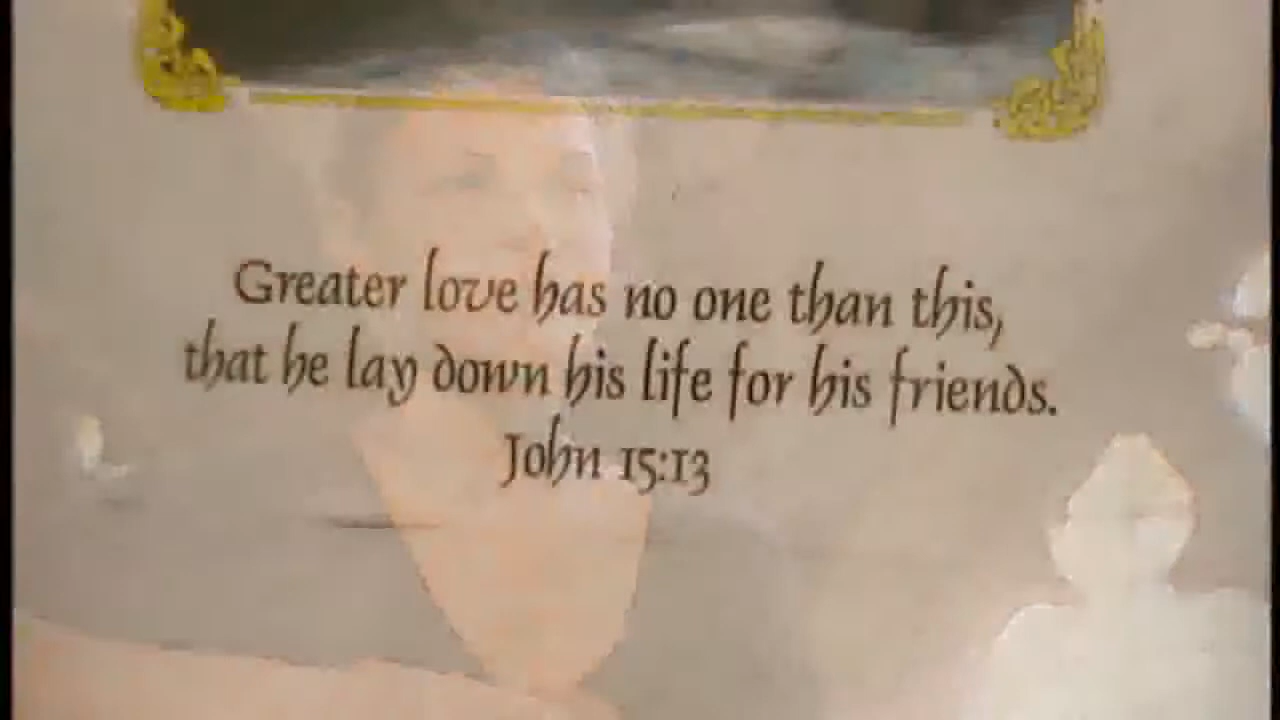 Greater love has no one than this,
that he lay down his life for his friends.
John 15:13